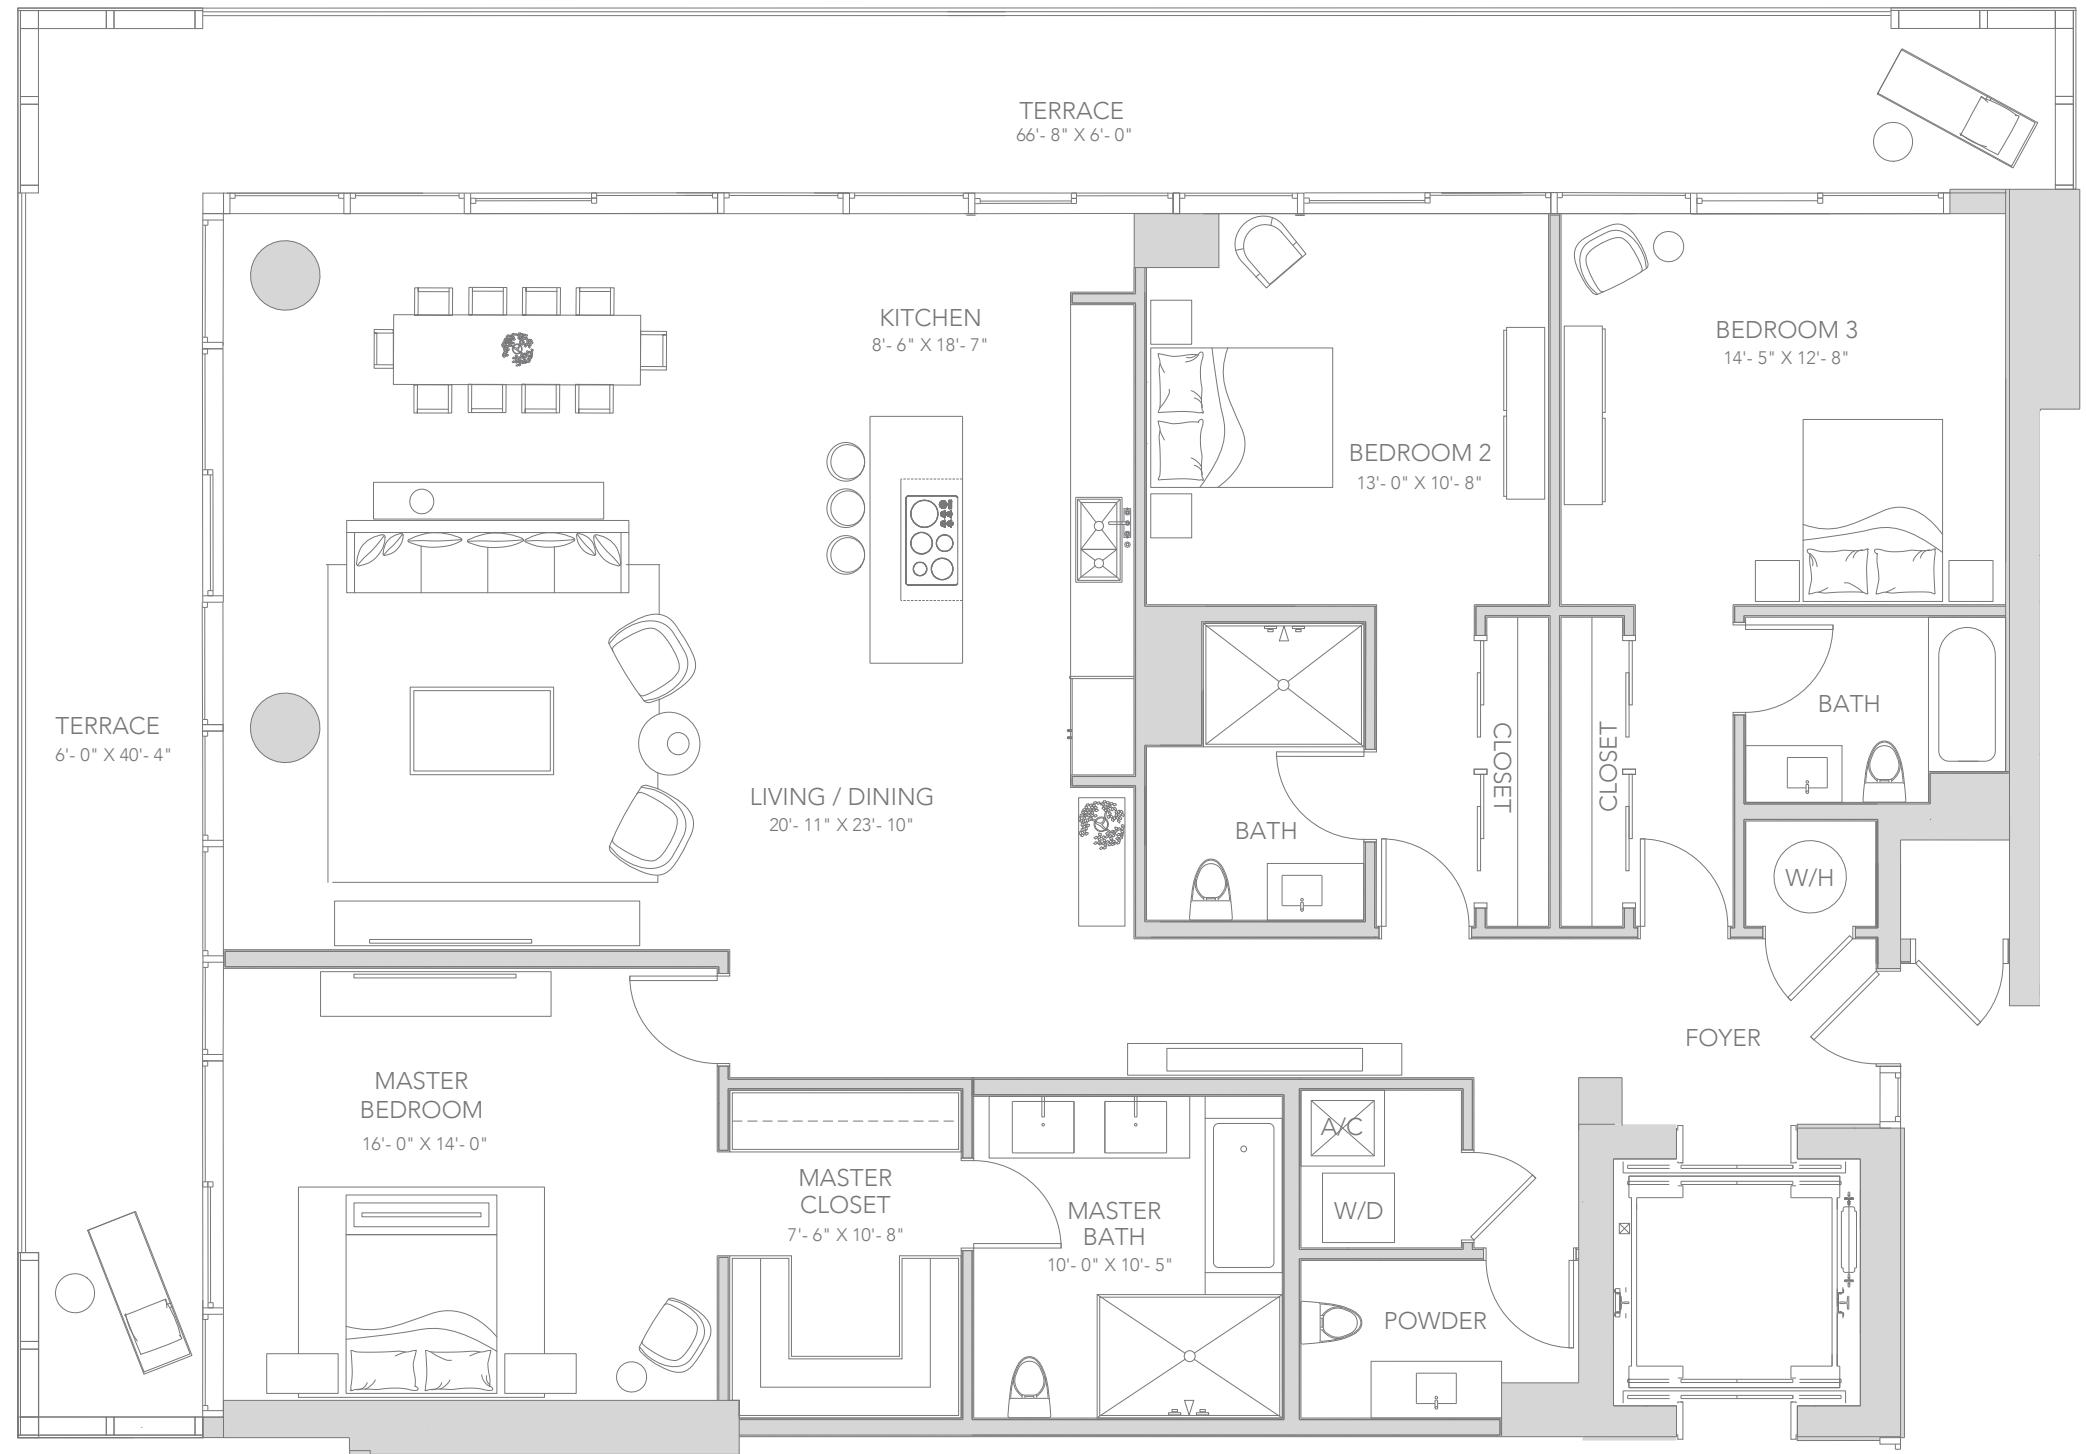 TERRACE
66'- 8" X 6'- 0"
KITCHEN
8'- 6" X 18'- 7"
BEDROOM 3
14'- 5" X 12'- 8"
BEDROOM 2
13'- 0" X 10'- 8"
TERRACE
6'- 0" X 40'- 4"
LIVING / DINING
20'- 11" X 23'- 10"
BATH
CLOSET
CLOSET
BATH
W/H
FOYER
MASTER
BEDROOM
16'- 0" X 14'- 0"
MASTER
CLOSET
7'- 6" X 10'- 8"
MASTER
BATH
10'- 0" X 10'- 5"
A/C
W/D
POWDER